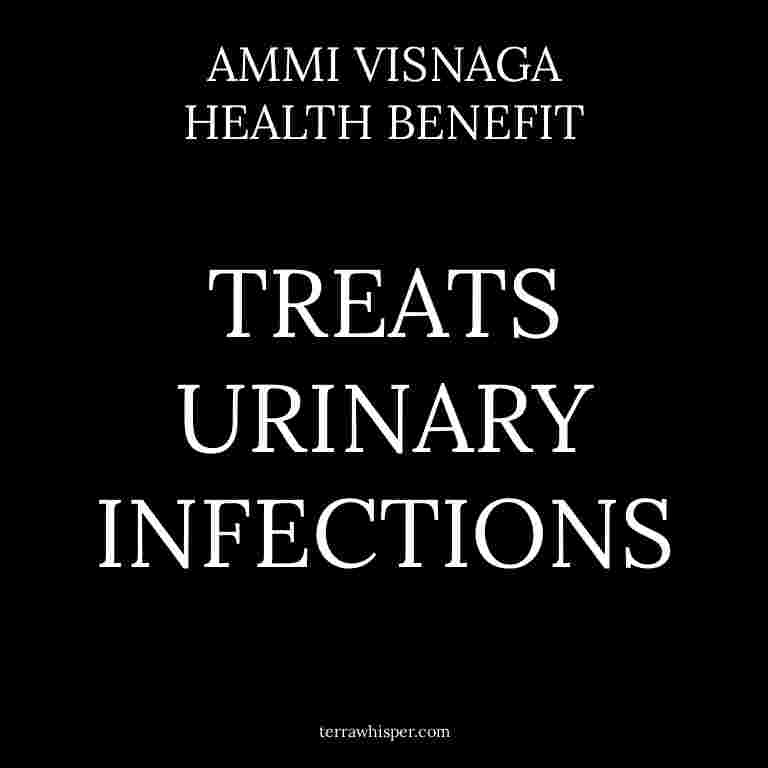 AMMI VISNAGA
HEALTH BENEFIT
TREATS
URINARY
INFECTIONS
terrawhisper.com